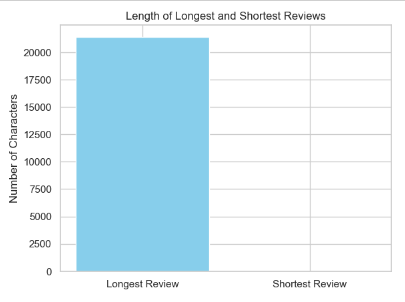 Length of Longest and Shortest Reviews
Number of Characters
20000
17500
15000
12500
10000
7500
5000
2500
0
Longest Review
Shortest Review